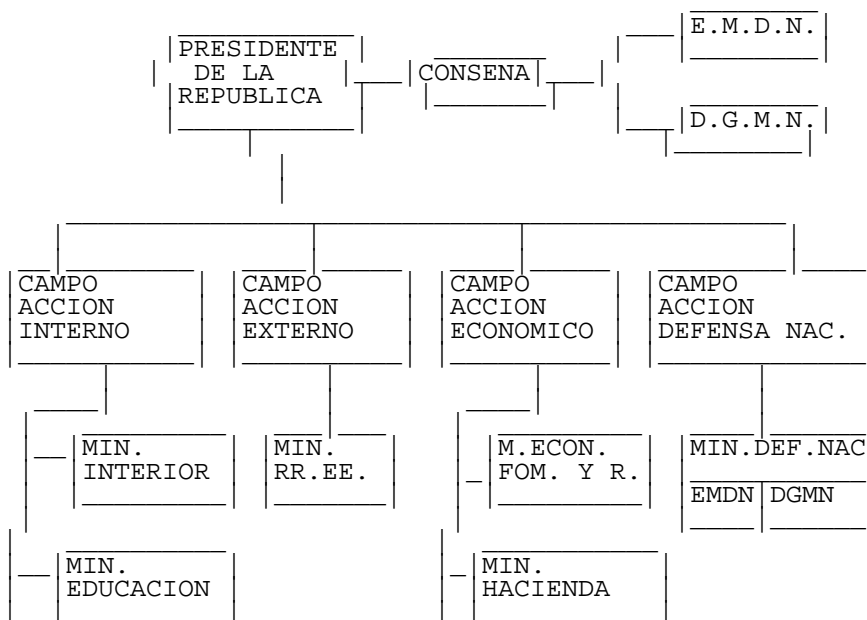 E.M.D.N.
PRESIDENTE
DE LA
REPUBLICA
CONSENA
D.G.M.N.
CAMPO
ACCION
INTERNO
CAMPO
ACCION
EXTERNO
CAMPO
ACCION
ECONOMICO
CAMPO
ACCION
DEFENSA NAC.
MIN.
INTERIOR
MIN.
RR.EE.
M.ECON.
FOM. Y R.
MIN.DEF.NAC
EMDN
DGMN
MIN.
EDUCACION
MIN.
HACIENDA